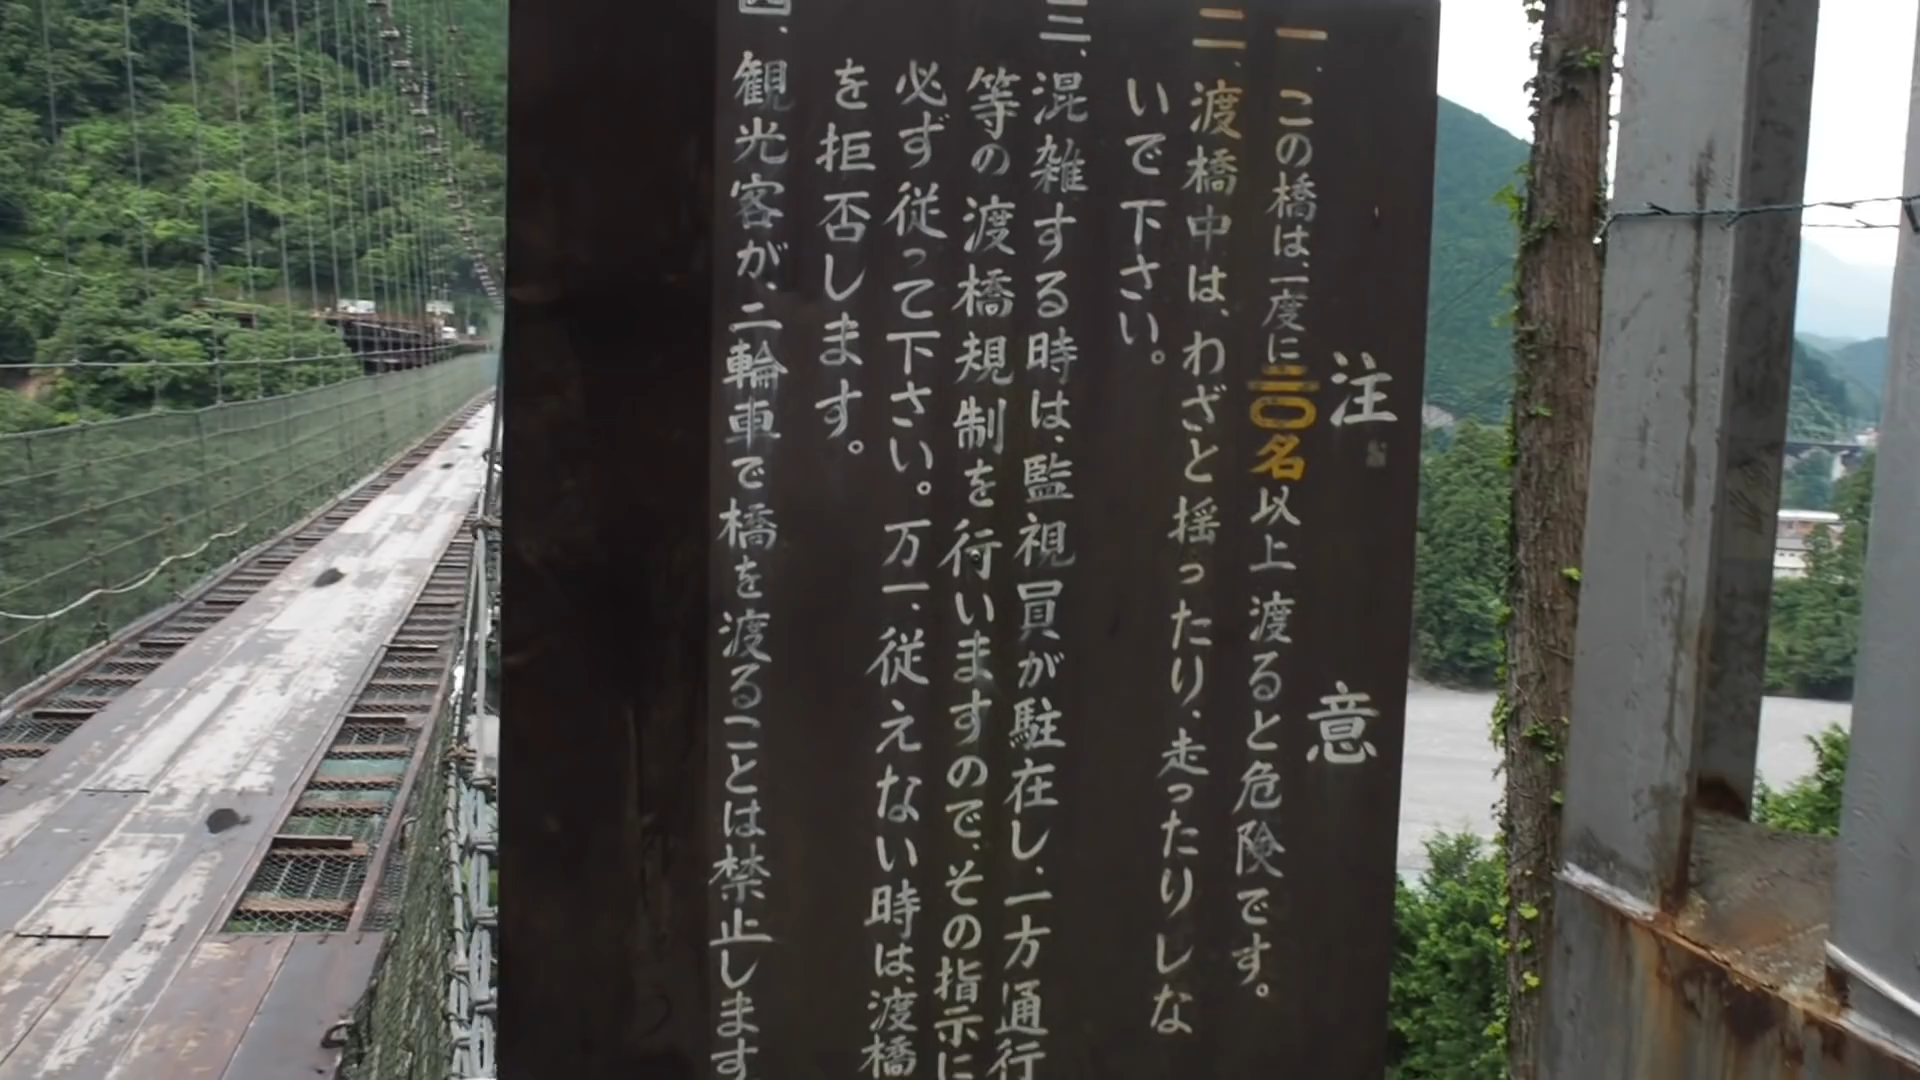 注意
一、この橋は、一度に二〇名以上渡ると危険です。
二、渡橋中は、わざと揺ったり、走ったりしな
いで下さい。
三、混雑する時は、監視員が駐在し、一方通行
等の渡橋規制を行いますので、その指示に
必ず従って下さい。万一、従えない時は、渡橋
を拒否します。
四、観光客が、二輪車で橋を渡ることは禁止します